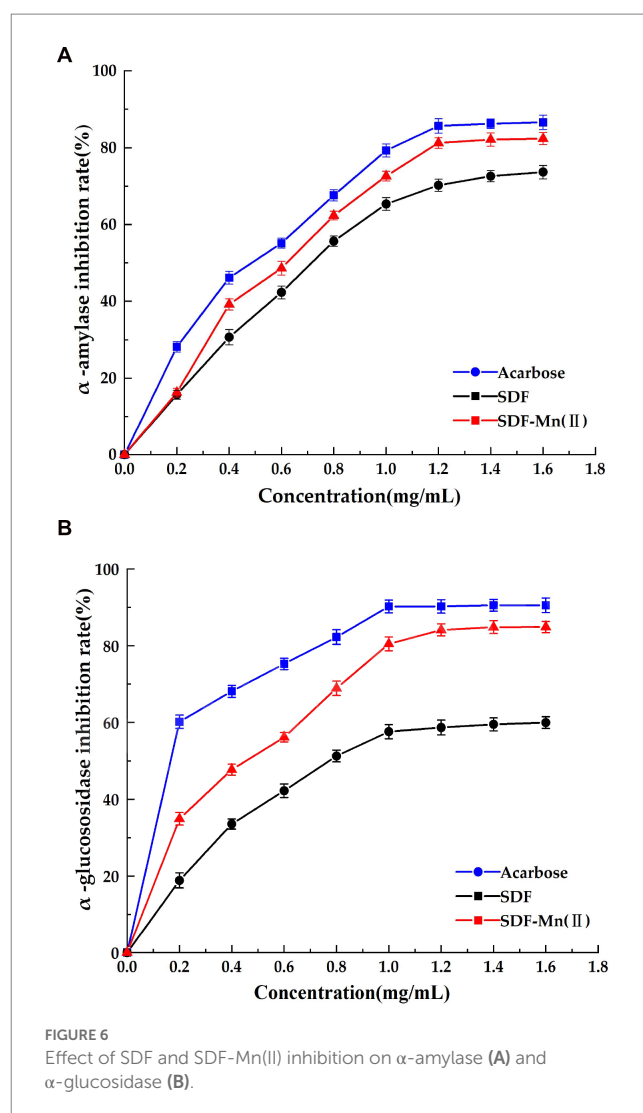 A
α-amylase inhibition rate(%)
100
80
60
40
20
0
0.0 0.2 0.4 0.6 0.8 1.0 1.2 1.4 1.6 1.8
Concentration(mg/mL)
Acarbose
SDF
SDF-Mn(Ⅱ)
B
α-glucososidase inhibition rate(%)
100
80
60
40
20
0
0.0 0.2 0.4 0.6 0.8 1.0 1.2 1.4 1.6 1.8
Concentration(mg/mL)
Acarbose
SDF
SDF-Mn(Ⅱ)
FIGURE 6
Effect of SDF and SDF-Mn(II) inhibition on α-amylase (A) and
α-glucosidase (B).